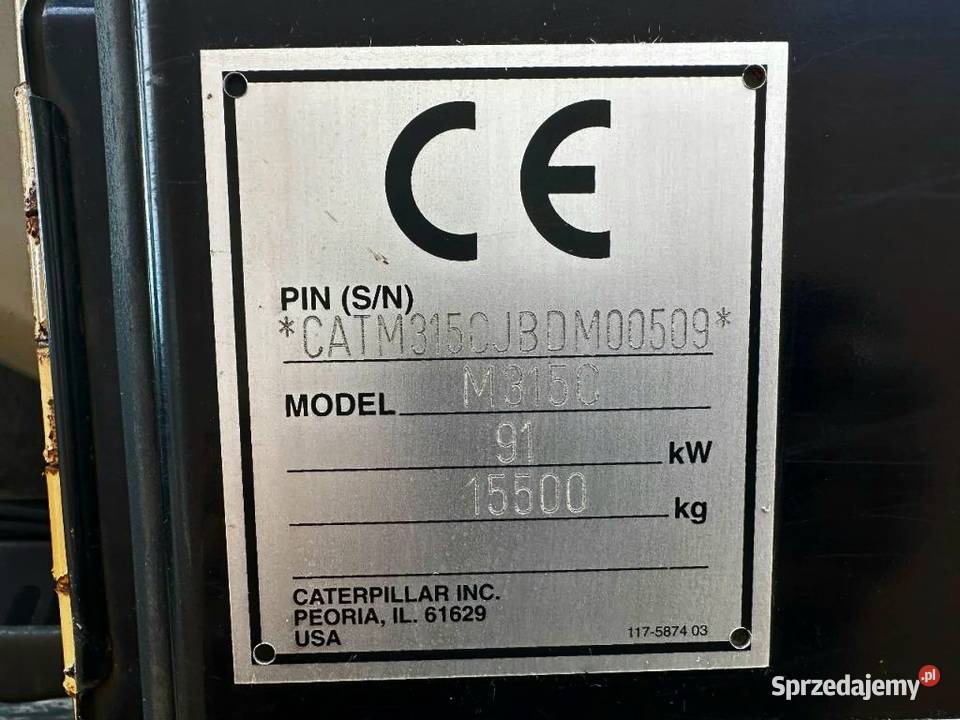 CE
PIN (S/N)
*CATM315CJBDM00509*
MODEL M315C
91 kW
15500 kg
CATERPILLAR INC.
PEORIA, IL. 61629
USA
117-5874 03
Sprzedajemy.pl